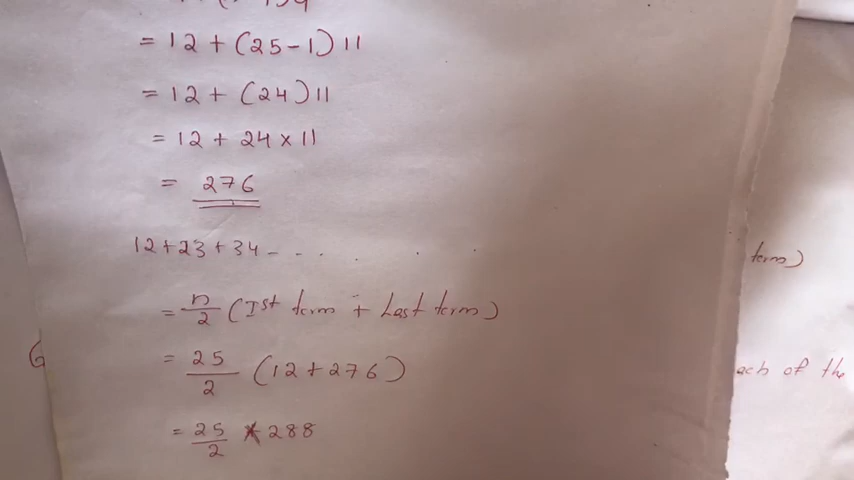 = 12 + (25-1) 11
= 12 + (24) 11
= 12 + 24 × 11
= 276
12+23+34 - - - . . .
= n/2 (Ist term + Last term)
= 25/2 (12+276)
= 25/2 × 288
term)
ach of the